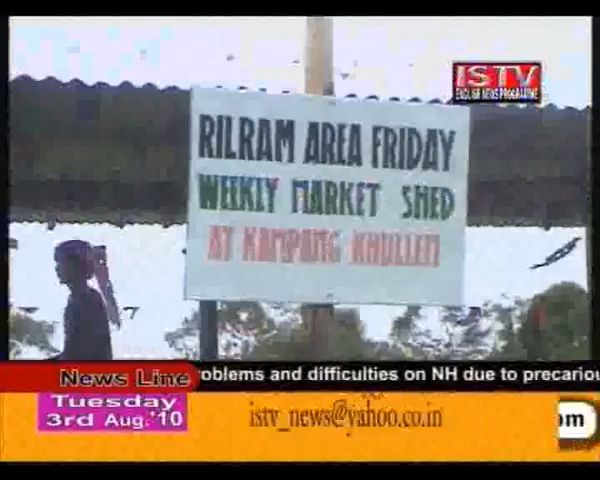 ISTV
ENGLISH NEWS PROGRAMME
RILRAM AREA FRIDAY
WEEKLY MARKET SHED
AT KAMPANG KHULLEN
News Line
roblems and difficulties on NH due to precariou
Tuesday
3rd Aug.'10
istv_news@yahoo.co.in
om